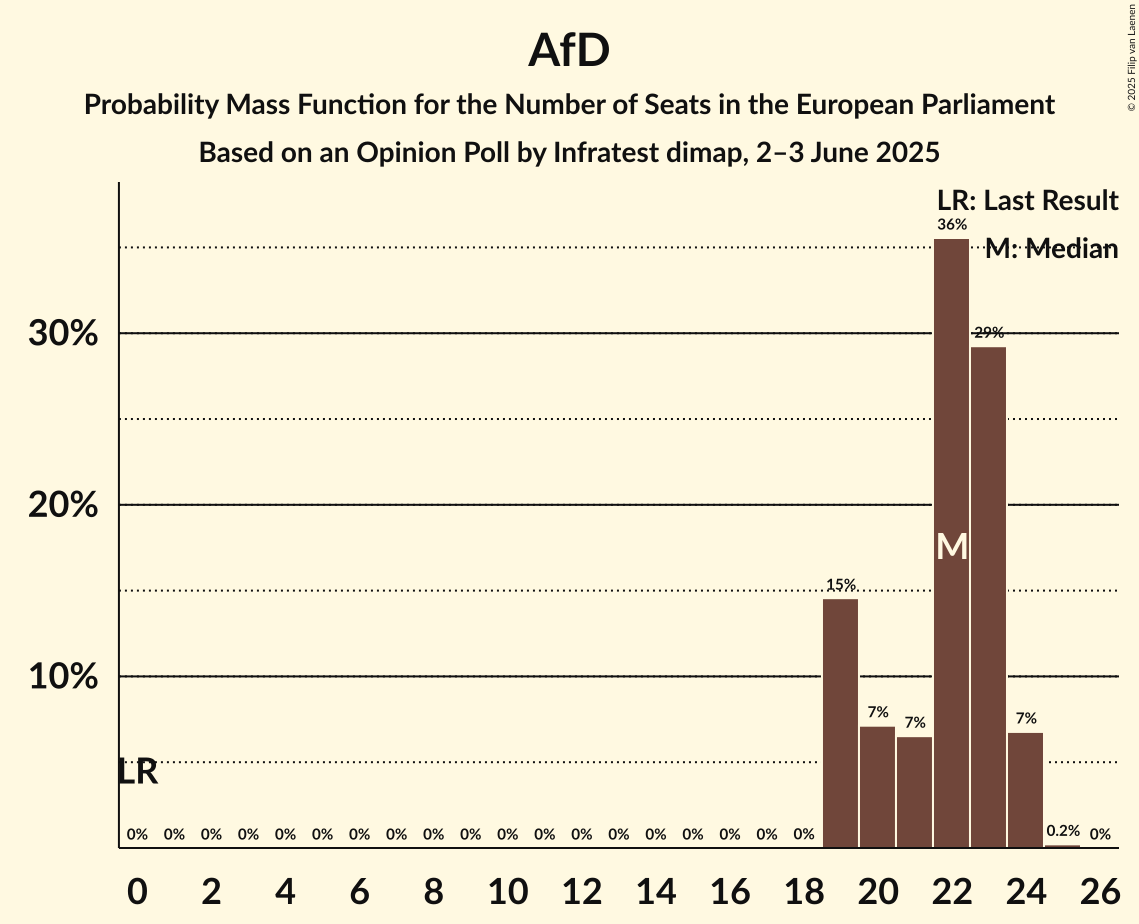 © 2025 Filip van Laenen
AfD
Probability Mass Function for the Number of Seats in the European Parliament
Based on an Opinion Poll by Infratest dimap, 2–3 June 2025
LR: Last Result
M: Median
30%
20%
10%
LR
M
0% 0% 0% 0% 0% 0% 0% 0% 0% 0% 0% 0% 0% 0% 0% 0% 0% 0% 0% 15% 7% 7% 36% 29% 7% 0.2% 0%
0 2 4 6 8 10 12 14 16 18 20 22 24 26